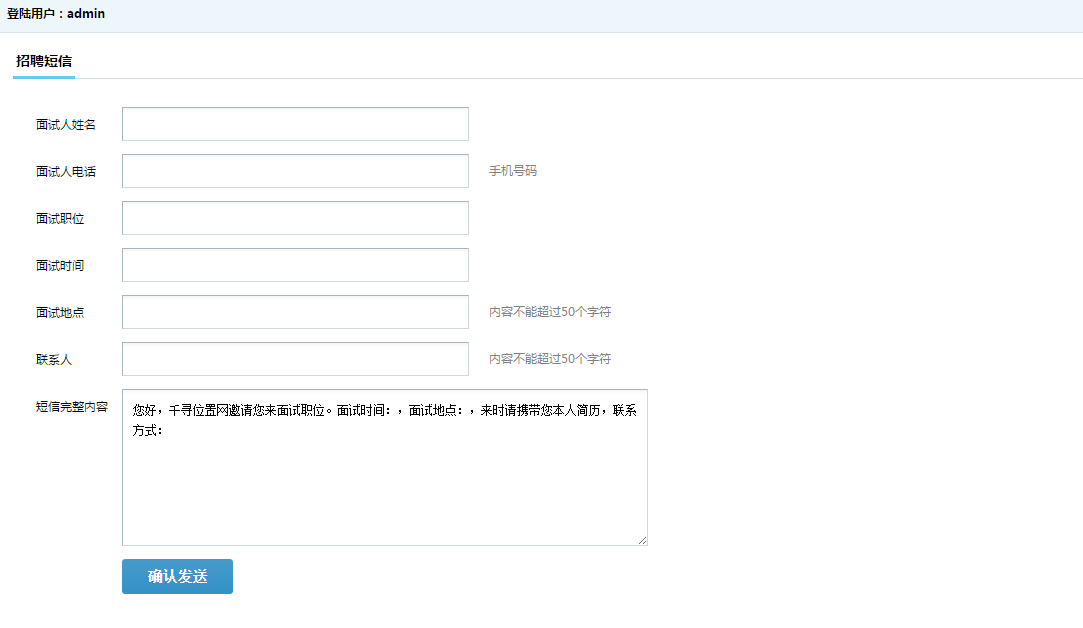 登陆用户：admin
招聘短信
面试人姓名
面试人电话 手机号码
面试职位
面试时间
面试地点 内容不能超过50个字符
联系人 内容不能超过50个字符
短信完整内容
您好，千寻位置网邀请您来面试职位。面试时间：，面试地点：，来时请携带您本人简历，联系
方式：
确认发送